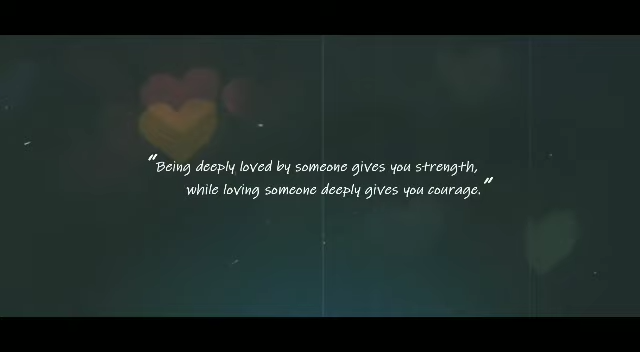 "Being deeply loved by someone gives you strength,
while loving someone deeply gives you courage."